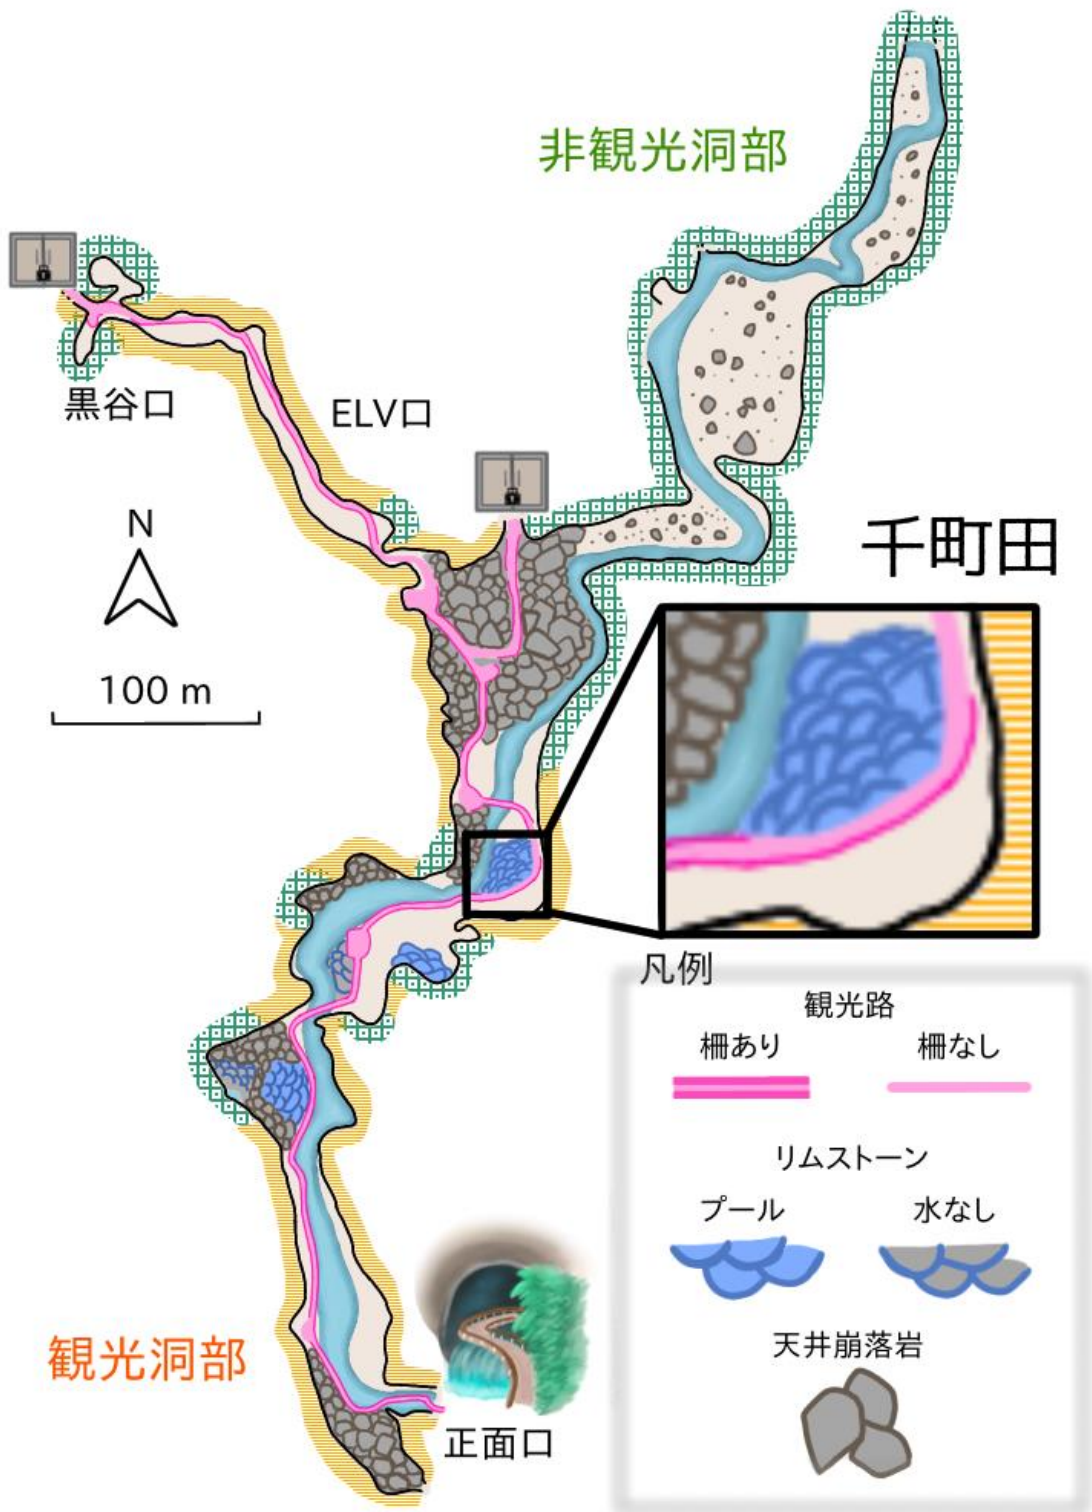 非観光洞部
黒谷口
ELV口
N
100 m
千町田
凡例
観光路
柵あり
柵なし
リムストーン
プール
水なし
天井崩落岩
観光洞部
正面口